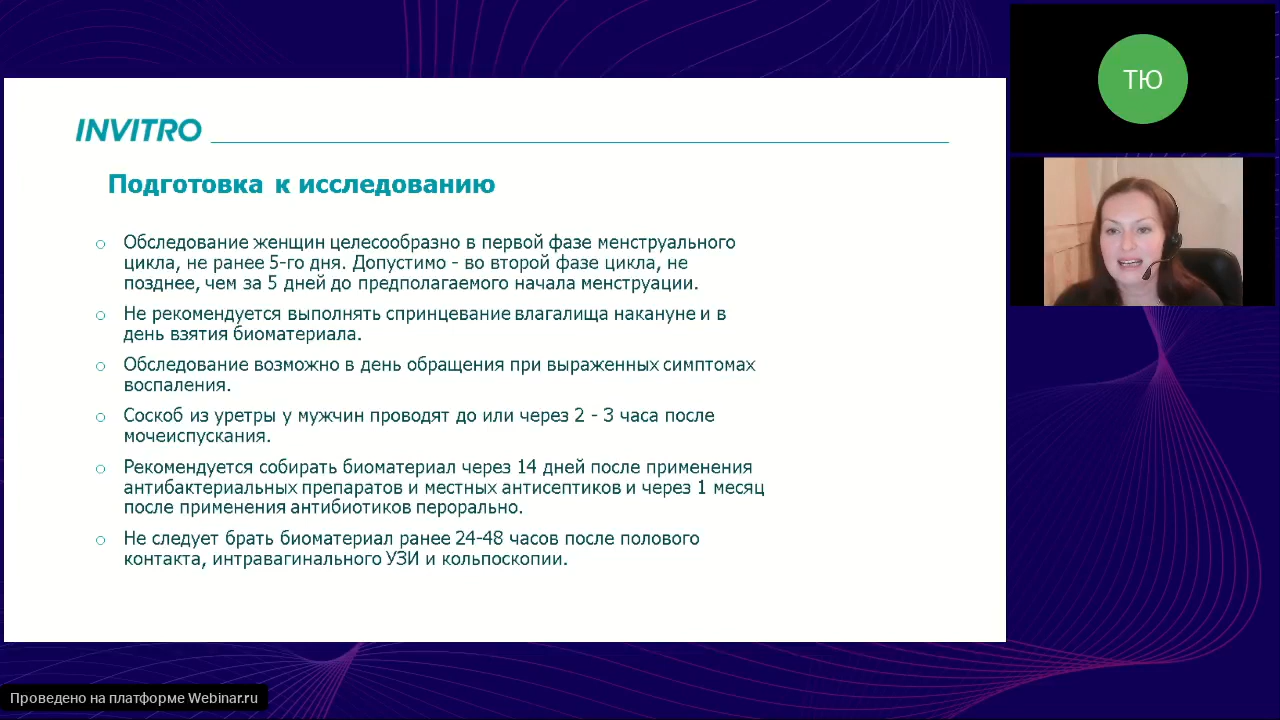 INVITRO
Подготовка к исследованию
Обследование женщин целесообразно в первой фазе менструального
цикла, не ранее 5-го дня. Допустимо - во второй фазе цикла, не
позднее, чем за 5 дней до предполагаемого начала менструации.
Не рекомендуется выполнять спринцевание влагалища накануне и в
день взятия биоматериала.
Обследование возможно в день обращения при выраженных симптомах
воспаления.
Соскоб из уретры у мужчин проводят до или через 2 - 3 часа после
мочеиспускания.
Рекомендуется собирать биоматериал через 14 дней после применения
антибактериальных препаратов и местных антисептиков и через 1 месяц
после применения антибиотиков перорально.
Не следует брать биоматериал ранее 24-48 часов после полового
контакта, интравагинального УЗИ и кольпоскопии.
ТЮ
Проведено на платформе Webinar.ru